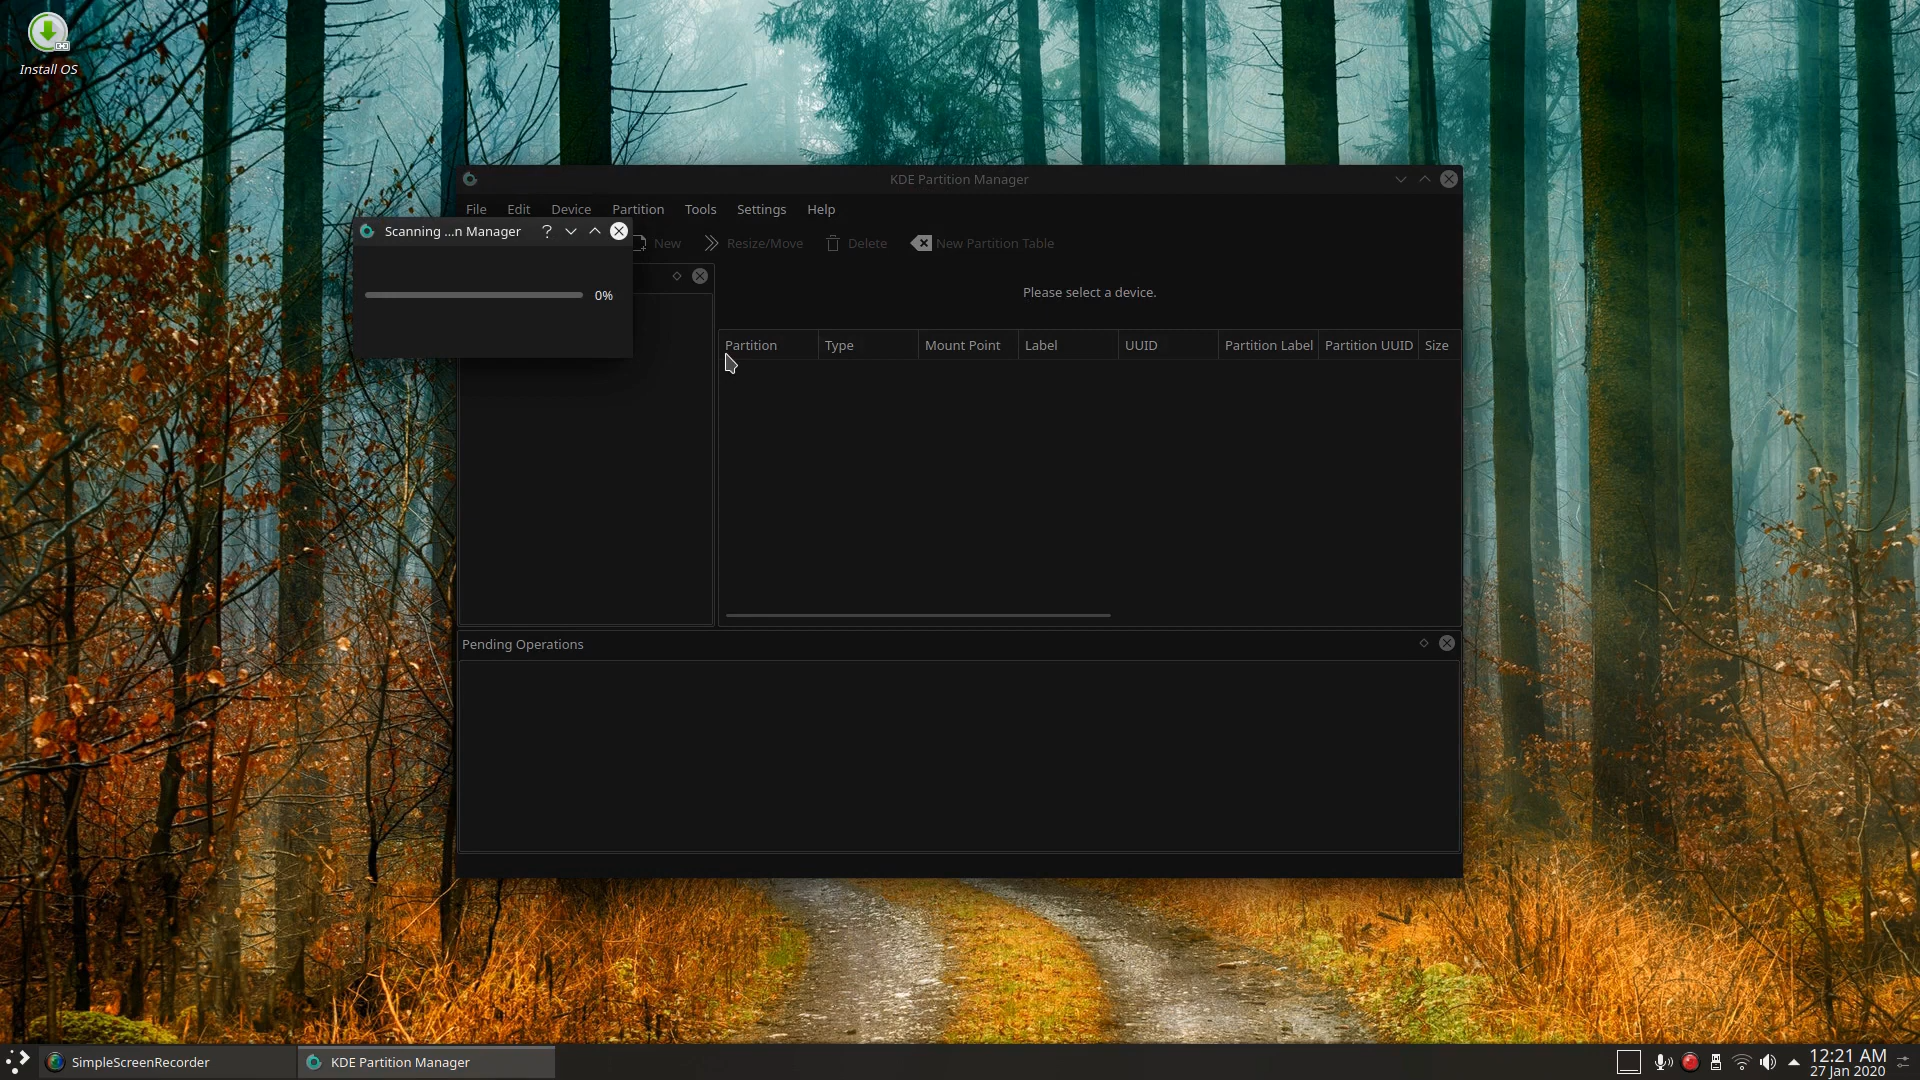 Install OS
KDE Partition Manager
File Edit Device Partition Tools Settings Help
Scanning ...n Manager
New Resize/Move Delete New Partition Table
0%
Please select a device.
Partition Type Mount Point Label UUID Partition Label Partition UUID Size
Pending Operations
SimpleScreenRecorder
KDE Partition Manager
12:21 AM
27 Jan 2020